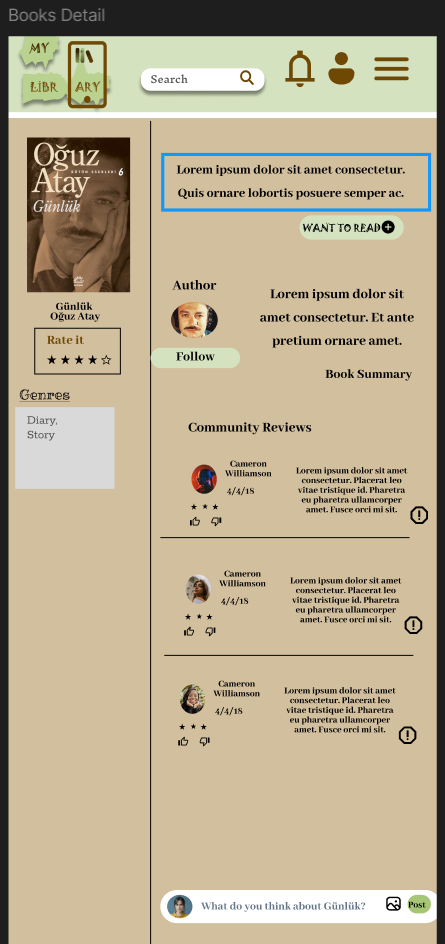 Books Detail
MY
LİBR ARY
Search
Oğuz
BÜTÜN ESERLERİ 6
Atay
Günlük
Günlük
Oğuz Atay
Rate it
Genres
Diary,
Story
Lorem ipsum dolor sit amet consectetur.
Quis ornare lobortis posuere semper ac.
WANT TO READ
Author
Follow
Lorem ipsum dolor sit
amet consectetur. Et ante
pretium ornare amet.
Book Summary
Community Reviews
Cameron
Williamson
4/4/18
Lorem ipsum dolor sit amet
consectetur. Placerat leo
vitae tristique id. Pharetra
eu pharetra ullamcorper
amet. Fusce orci mi sit.
Cameron
Williamson
4/4/18
Lorem ipsum dolor sit amet
consectetur. Placerat leo
vitae tristique id. Pharetra
eu pharetra ullamcorper
amet. Fusce orci mi sit.
Cameron
Williamson
4/4/18
Lorem ipsum dolor sit amet
consectetur. Placerat leo
vitae tristique id. Pharetra
eu pharetra ullamcorper
amet. Fusce orci mi sit.
What do you think about Günlük?
Post